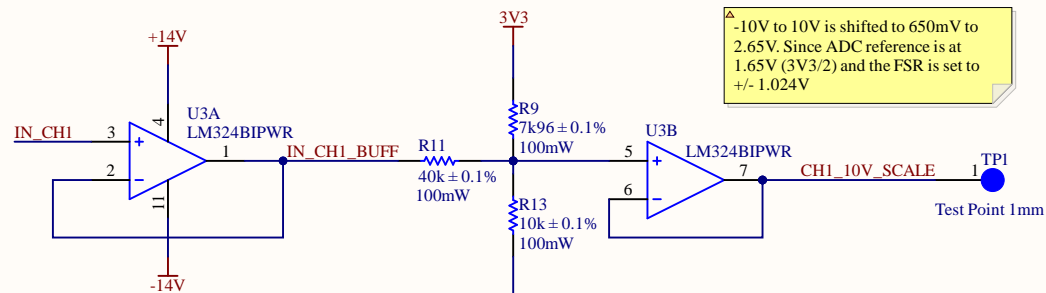 3V3
-10V to 10V is shifted to 650mV to
2.65V. Since ADC reference is at
1.65V (3V3/2) and the FSR is set to
+/- 1.024V
+14V
4
U3A
LM324BIPWR
IN_CH1
3
2
1
11
-14V
IN_CH1_BUFF
R11
40k ± 0.1%
100mW
R9
7k96 ± 0.1%
100mW
R13
10k ± 0.1%
100mW
U3B
LM324BIPWR
5
6
7
CH1_10V_SCALE
1
TP1
Test Point 1mm